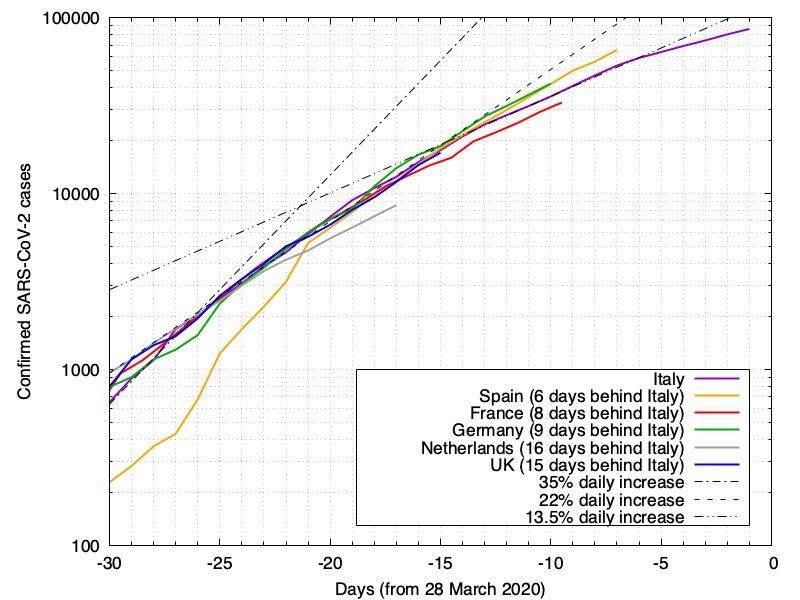 100000
10000
1000
100
Confirmed SARS-CoV-2 cases
Italy
Spain (6 days behind Italy)
France (8 days behind Italy)
Germany (9 days behind Italy)
Netherlands (16 days behind Italy)
UK (15 days behind Italy)
35% daily increase
22% daily increase
13.5% daily increase
-30 -25 -20 -15 -10 -5 0
Days (from 28 March 2020)